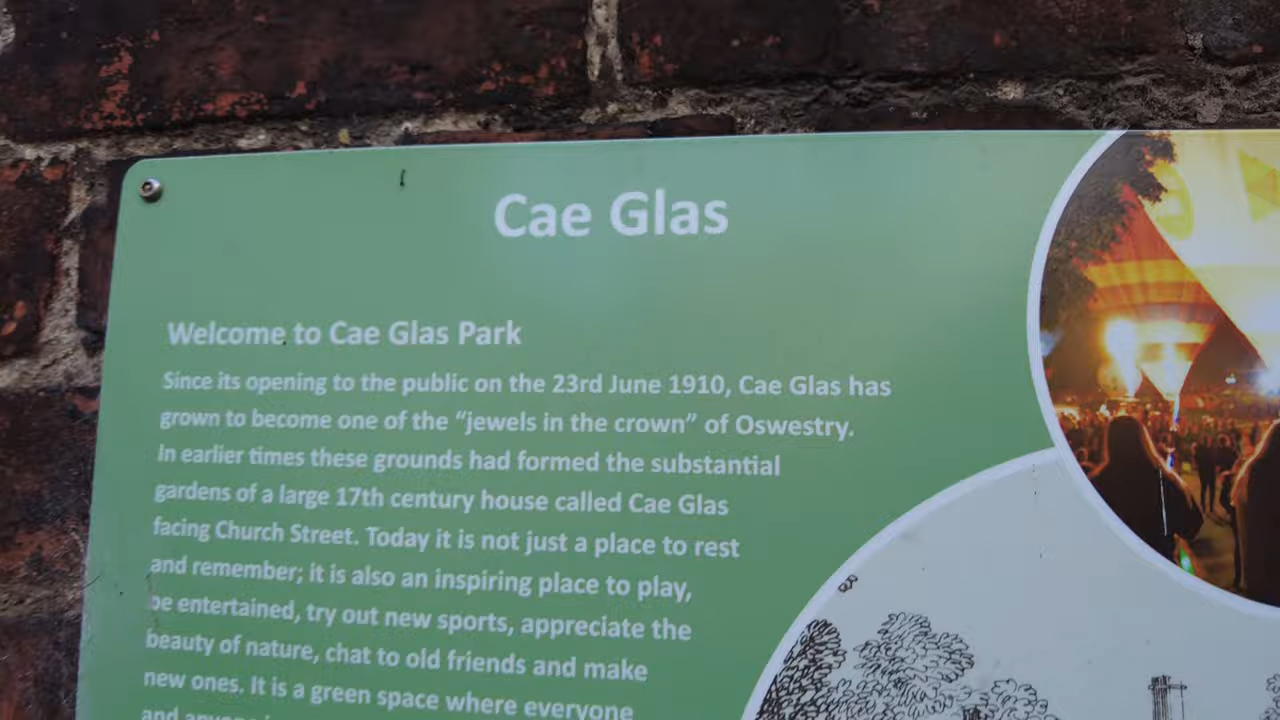 Cae Glas
Welcome to Cae Glas Park
Since its opening to the public on the 23rd June 1910, Cae Glas has
grown to become one of the “jewels in the crown” of Oswestry.
In earlier times these grounds had formed the substantial
gardens of a large 17th century house called Cae Glas
facing Church Street. Today it is not just a place to rest
and remember; it is also an inspiring place to play,
be entertained, try out new sports, appreciate the
beauty of nature, chat to old friends and make
new ones. It is a green space where everyone
and